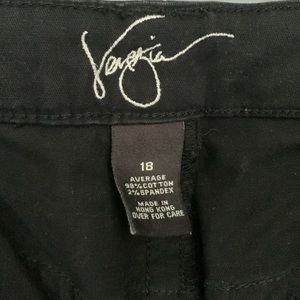 Venezia
18
AVERAGE
98% COTTON
2% SPANDEX
MADE IN
HONG KONG
OVER FOR CARE